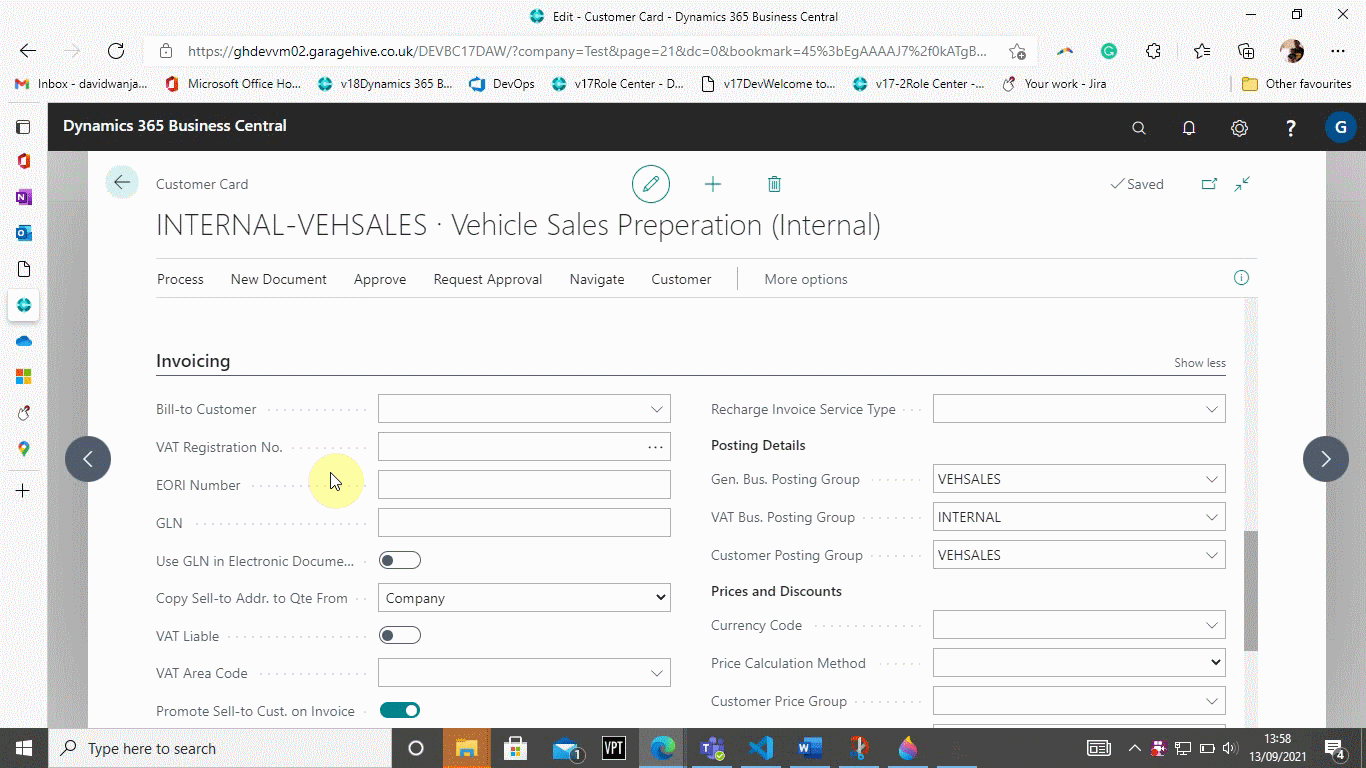 Edit - Customer Card - Dynamics 365 Business Central
https://ghdevvm02.garagehive.co.uk/DEVBC17DAW/?company=Test&page=21&dc=0&bookmark=45%3bEgAAAAJ7%2f0kATgB...
Inbox - davidwanja... Microsoft Office Ho... v18Dynamics 365 B... DevOps v17Role Center - D... v17DevWelcome to... v17-2Role Center -... Your work - Jira Other favourites
Dynamics 365 Business Central
? G
Customer Card
Saved
INTERNAL-VEHSALES · Vehicle Sales Preperation (Internal)
Process New Document Approve Request Approval Navigate Customer More options
Invoicing
Show less
Bill-to Customer
VAT Registration No.
EORI Number
GLN
Use GLN in Electronic Docume...
Copy Sell-to Addr. to Qte From Company
VAT Liable
VAT Area Code
Promote Sell-to Cust. on Invoice
Recharge Invoice Service Type
Posting Details
Gen. Bus. Posting Group VEHSALES
VAT Bus. Posting Group INTERNAL
Customer Posting Group VEHSALES
Prices and Discounts
Currency Code
Price Calculation Method
Customer Price Group
Type here to search
1
VPT
13:58
13/09/2021
4